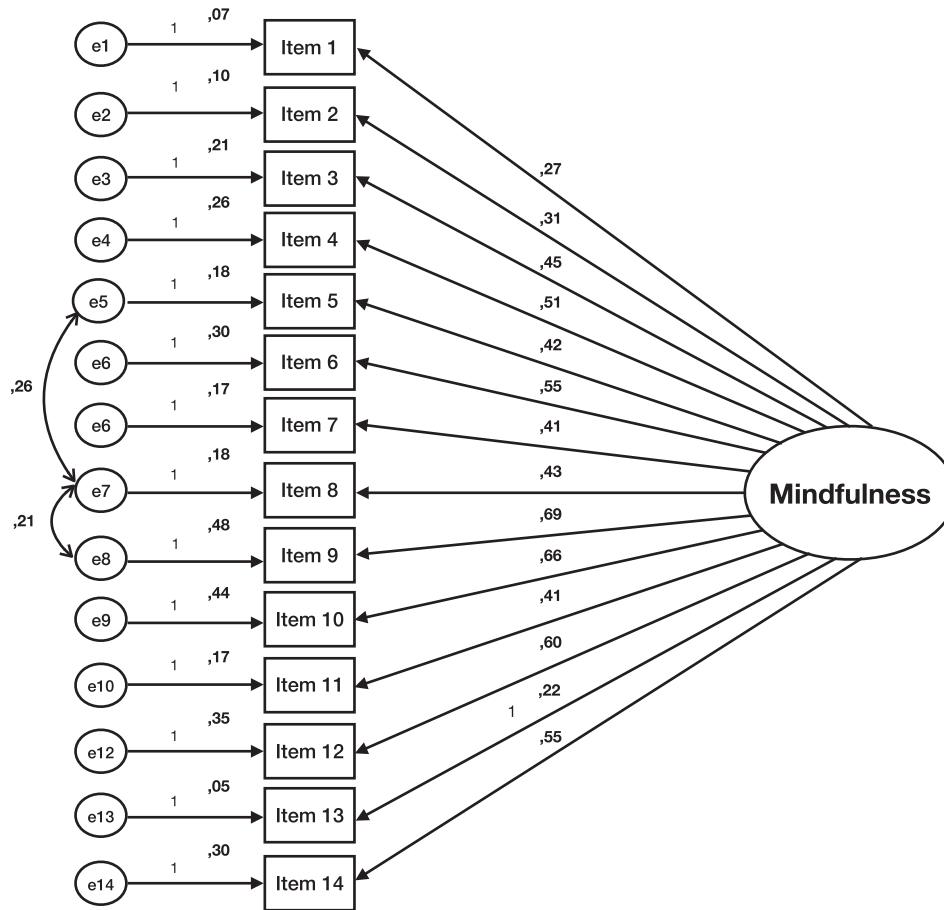 e1 1 ,07 Item 1
e2 1 ,10 Item 2
e3 1 ,21 Item 3
e4 1 ,26 Item 4
e5 1 ,18 Item 5
e6 1 ,30 Item 6
e6 1 ,17 Item 7
e7 1 ,18 Item 8
e8 1 ,48 Item 9
e9 1 ,44 Item 10
e10 1 ,17 Item 11
e12 1 ,35 Item 12
e13 1 ,05 Item 13
e14 1 ,30 Item 14
,26
,21
,27
,31
,45
,51
,42
,55
,41
,43
,69
,66
,41
,60
1 ,22
,55
Mindfulness